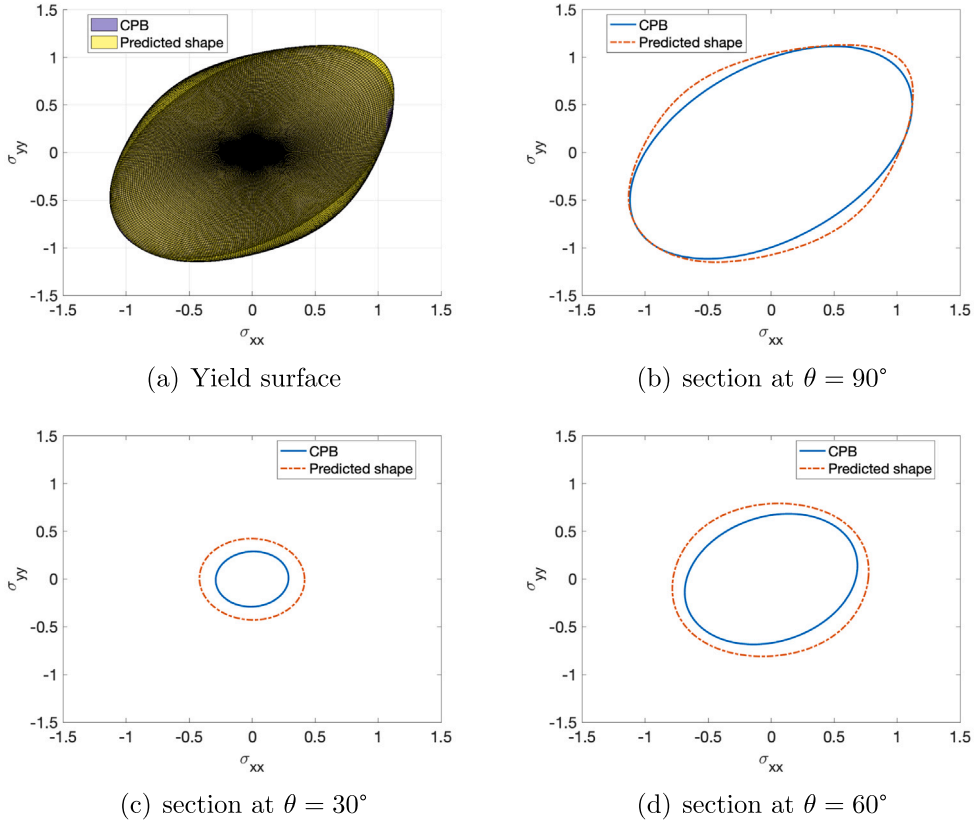 1.5
1
0.5
0
-0.5
-1
-1.5
σyy
CPB
Predicted shape
-1.5 -1 -0.5 0 0.5 1 1.5
σxx
(a) Yield surface
1.5
1
0.5
0
-0.5
-1
-1.5
σyy
CPB
Predicted shape
-1.5 -1 -0.5 0 0.5 1 1.5
σxx
(b) section at θ = 90°
1.5
1
0.5
0
-0.5
-1
-1.5
σyy
CPB
Predicted shape
-1.5 -1 -0.5 0 0.5 1 1.5
σxx
(c) section at θ = 30°
1.5
1
0.5
0
-0.5
-1
-1.5
σyy
CPB
Predicted shape
-1.5 -1 -0.5 0 0.5 1 1.5
σxx
(d) section at θ = 60°